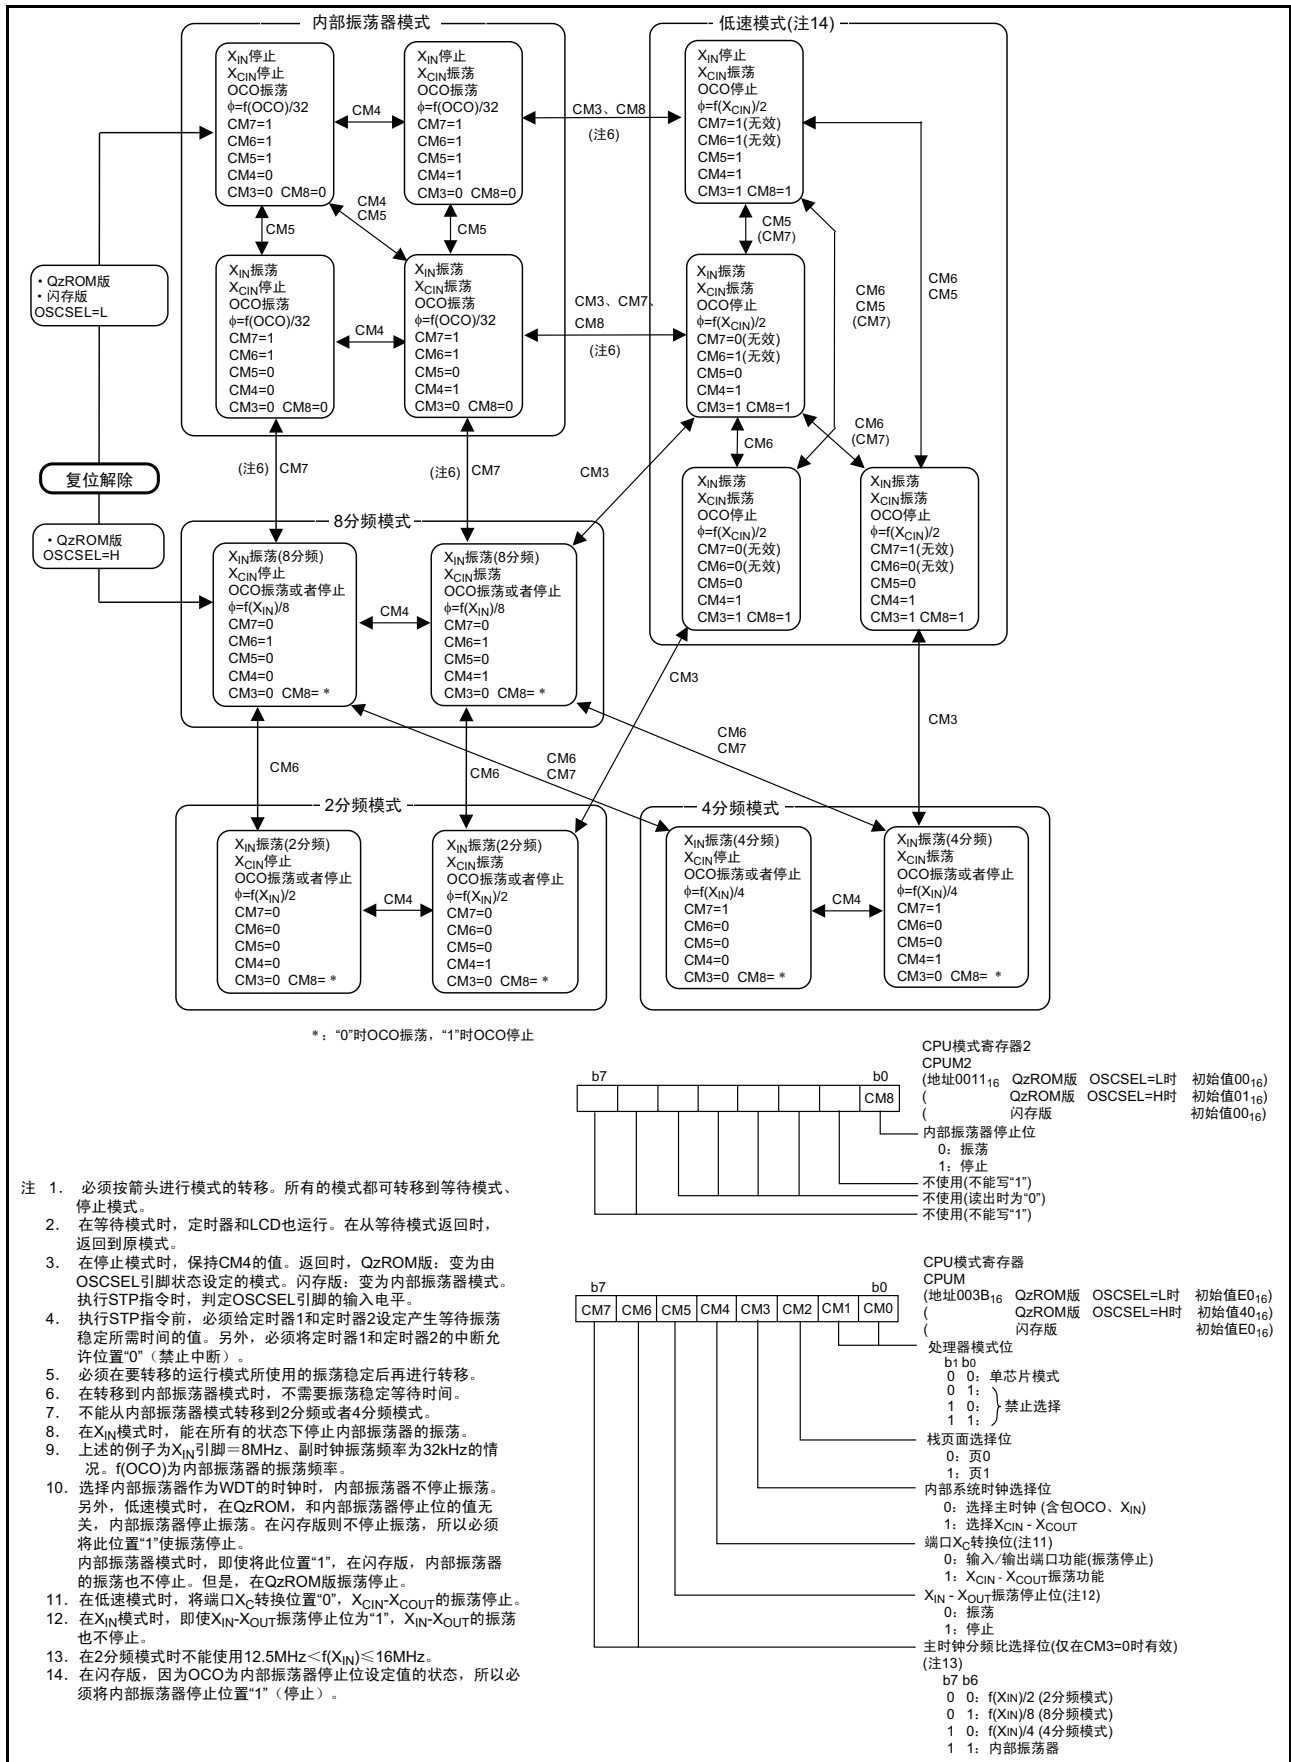 内部振荡器模式
XIN停止
XCIN停止
OCO振荡
ϕ=f(OCO)/32
CM7=1
CM6=1
CM5=1
CM4=0
CM3=0 CM8=0
CM4
XIN停止
XCIN振荡
OCO振荡
ϕ=f(OCO)/32
CM7=1
CM6=1
CM5=1
CM4=1
CM3=0 CM8=0
CM5
CM4
CM5
CM5
XIN振荡
XCIN停止
OCO振荡
ϕ=f(OCO)/32
CM7=1
CM6=1
CM5=0
CM4=0
CM3=0 CM8=0
CM4
XIN振荡
XCIN振荡
OCO振荡
ϕ=f(OCO)/32
CM7=1
CM6=1
CM5=0
CM4=1
CM3=0 CM8=0
CM3、CM8
(注6)
CM3、CM7、
CM8
(注6)
低速模式(注14)
XIN停止
XCIN振荡
OCO停止
ϕ=f(XCIN)/2
CM7=1(无效)
CM6=1(无效)
CM5=1
CM4=1
CM3=1 CM8=1
CM5
(CM7)
XIN振荡
XCIN振荡
OCO停止
ϕ=f(XCIN)/2
CM7=0(无效)
CM6=1(无效)
CM5=0
CM4=1
CM3=1 CM8=1
CM6
CM5
(CM7)
CM6
CM5
CM6
CM6
(CM7)
XIN振荡
XCIN振荡
OCO停止
ϕ=f(XCIN)/2
CM7=0(无效)
CM6=0(无效)
CM5=0
CM4=1
CM3=1 CM8=1
XIN振荡
XCIN振荡
OCO停止
ϕ=f(XCIN)/2
CM7=1(无效)
CM6=0(无效)
CM5=0
CM4=1
CM3=1 CM8=1
・QzROM版
・闪存版
OSCSEL=L
复位解除
・QzROM版
OSCSEL=H
(注6) CM7
(注6) CM7
CM3
8分频模式
XIN振荡(8分频)
XCIN停止
OCO振荡或者停止
ϕ=f(XIN)/8
CM7=0
CM6=1
CM5=0
CM4=0
CM3=0 CM8= *
CM4
XIN振荡(8分频)
XCIN振荡
OCO振荡或者停止
ϕ=f(XIN)/8
CM7=0
CM6=1
CM5=0
CM4=1
CM3=0 CM8= *
CM3
CM3
CM6
CM6
CM6
CM7
CM6
CM7
2分频模式
XIN振荡(2分频)
XCIN停止
OCO振荡或者停止
ϕ=f(XIN)/2
CM7=0
CM6=0
CM5=0
CM4=0
CM3=0 CM8= *
CM4
XIN振荡(2分频)
XCIN振荡
OCO振荡或者停止
ϕ=f(XIN)/2
CM7=0
CM6=0
CM5=0
CM4=1
CM3=0 CM8= *
4分频模式
XIN振荡(4分频)
XCIN停止
OCO振荡或者停止
ϕ=f(XIN)/4
CM7=1
CM6=0
CM5=0
CM4=0
CM3=0 CM8= *
CM4
XIN振荡(4分频)
XCIN振荡
OCO振荡或者停止
ϕ=f(XIN)/4
CM7=1
CM6=0
CM5=0
CM4=1
CM3=0 CM8= *
*：“0”时OCO振荡，“1”时OCO停止
CPU模式寄存器2
CPUM2
(地址001116 QzROM版 OSCSEL=L时 初始值0016)
( QzROM版 OSCSEL=H时 初始值0116)
( 闪存版 初始值0016)
b7 b0
CM8
内部振荡器停止位
0：振荡
1：停止
不使用(不能写“1”)
不使用(读出时为“0”)
不使用(不能写“1”)
CPU模式寄存器
CPUM
(地址003B16 QzROM版 OSCSEL=L时 初始值E016)
( QzROM版 OSCSEL=H时 初始值4016)
( 闪存版 初始值E016)
b7 b0
CM7 CM6 CM5 CM4 CM3 CM2 CM1 CM0
处理器模式位
b1 b0
0 0：单芯片模式
0 1：
1 0： 禁止选择
1 1：
栈页面选择位
0：页0
1：页1
内部系统时钟选择位
0：选择主时钟 (含包OCO、XIN)
1：选择XCIN - XCOUT
端口XC转换位(注11)
0：输入/输出端口功能(振荡停止)
1：XCIN - XCOUT振荡功能
XIN - XOUT振荡停止位(注12)
0：振荡
1：停止
主时钟分频比选择位(仅在CM3=0时有效)
(注13)
b7 b6
0 0：f(XIN)/2 (2分频模式)
0 1：f(XIN)/8 (8分频模式)
1 0：f(XIN)/4 (4分频模式)
1 1：内部振荡器
注 1. 必须按箭头进行模式的转移。所有的模式都可转移到等待模式、
停止模式。
2. 在等待模式时，定时器和LCD也运行。在从等待模式返回时，
返回到原模式。
3. 在停止模式时，保持CM4的值。返回时，QzROM版：变为由
OSCSEL引脚状态设定的模式。闪存版：变为内部振荡器模式。
执行STP指令时，判定OSCSEL引脚的输入电平。
4. 执行STP指令前，必须给定时器1和定时器2设定产生等待振荡
稳定所需时间的值。另外，必须将定时器1和定时器2的中断允
许位置“0”（禁止中断）。
5. 必须在要转移的运行模式所使用的振荡稳定后再进行转移。
6. 在转移到内部振荡器模式时，不需要振荡稳定等待时间。
7. 不能从内部振荡器模式转移到2分频或者4分频模式。
8. 在XIN模式时，能在所有的状态下停止内部振荡器的振荡。
9. 上述的例子为XIN引脚＝8MHz、副时钟振荡频率为32kHz的情
况。f(OCO)为内部振荡器的振荡频率。
10. 选择内部振荡器作为WDT的时钟时，内部振荡器不停止振荡。
另外，低速模式时，在QzROM，和内部振荡器停止位的值无
关，内部振荡器停止振荡。在闪存版则不停止振荡，所以必须
将此位置“1”使振荡停止。
内部振荡器模式时，即使将此位置“1”，在闪存版，内部振荡器
的振荡也不停止。但是，在QzROM版振荡停止。
11. 在低速模式时，将端口XC转换位置“0”，XCIN-XCOUT的振荡停止。
12. 在XIN模式时，即使XIN-XOUT振荡停止位为“1”，XIN-XOUT的振荡
也不停止。
13. 在2分频模式时不能使用12.5MHz＜f(XIN)≤16MHz。
14. 在闪存版，因为OCO为内部振荡器停止位设定值的状态，所以必
须将内部振荡器停止位置“1”（停止）。